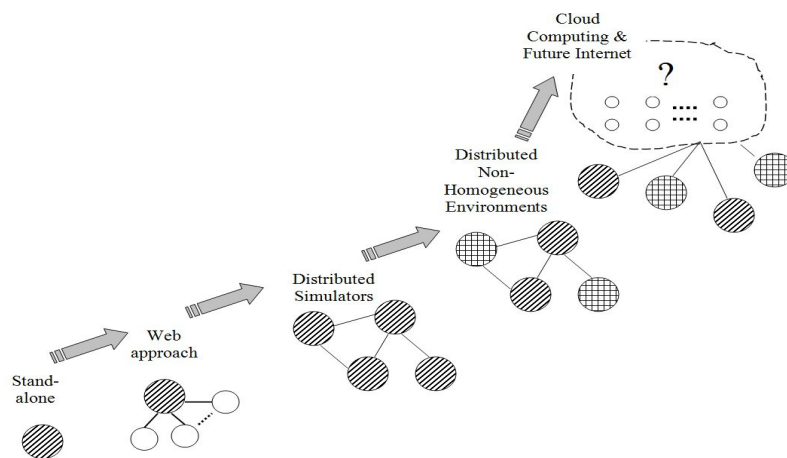 Stand-
alone
Web
approach
Distributed
Simulators
Distributed
Non-
Homogeneous
Environments
Cloud
Computing &
Future Internet
?